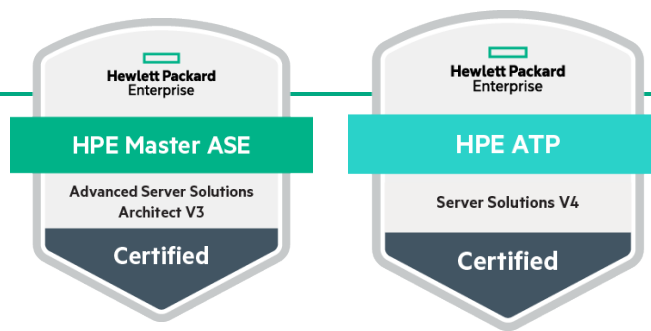 Hewlett Packard
Enterprise
HPE Master ASE
Advanced Server Solutions
Architect V3
Certified
Hewlett Packard
Enterprise
HPE ATP
Server Solutions V4
Certified